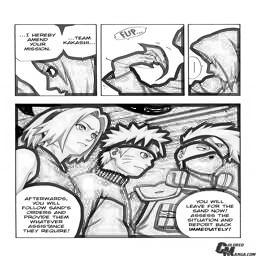 ...I HEREBY
AMEND
YOUR
MISSION.
...TEAM
KAKASHI...
FLIP...
AFTERWARDS,
YOU WILL
FOLLOW SAND'S
ORDERS AND
PROVIDE THEM
WHATEVER
ASSISTANCE
THEY REQUIRE!
YOU WILL
LEAVE FOR
THE SAND NOW!
ASSESS THE
SITUATION AND
REPORT BACK
IMMEDIATELY!
COLORED
MANGA.COM